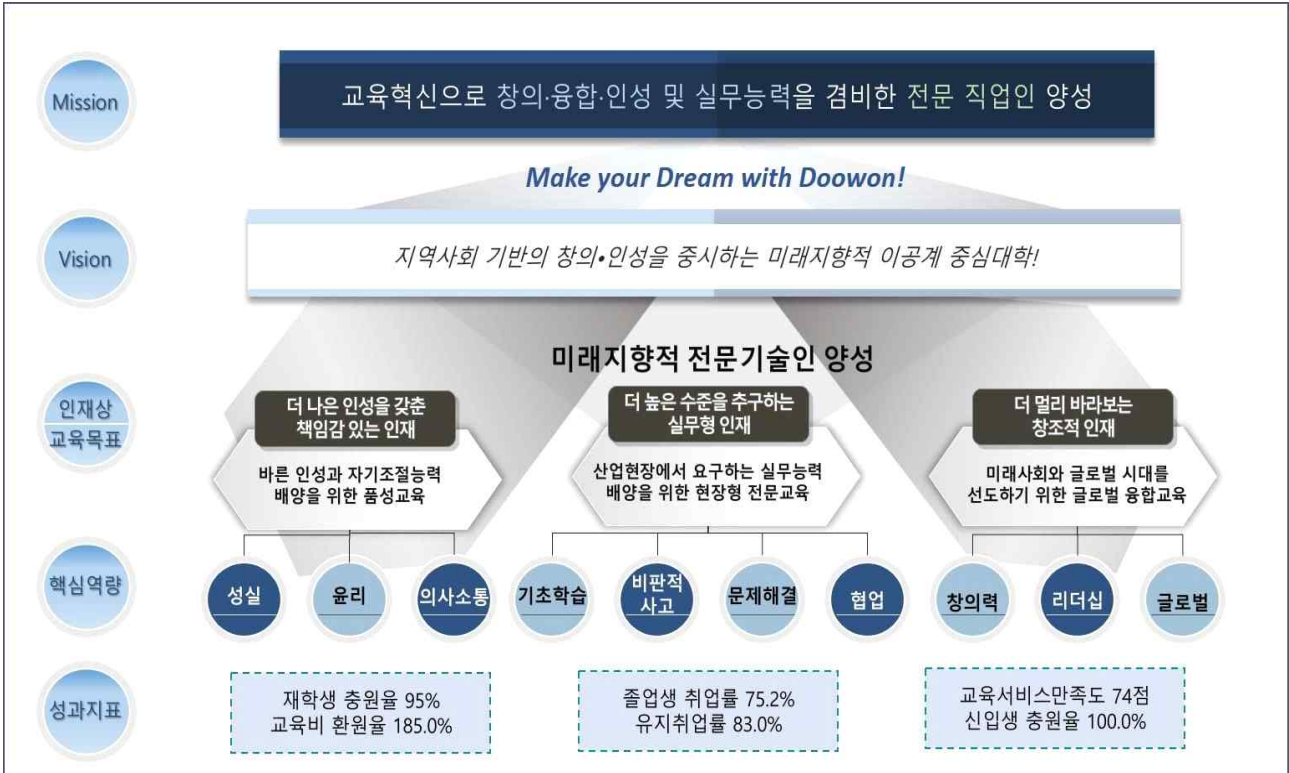 Mission
교육혁신으로 창의·융합·인성 및 실무능력을 겸비한 전문 직업인 양성
Make your Dream with Doowon!
Vision
지역사회 기반의 창의•인성을 중시하는 미래지향적 이공계 중심대학!
미래지향적 전문기술인 양성
인재상
교육목표
더 나은 인성을 갖춘
책임감 있는 인재
바른 인성과 자기조절능력
배양을 위한 품성교육
더 높은 수준을 추구하는
실무형 인재
산업현장에서 요구하는 실무능력
배양을 위한 현장형 전문교육
더 멀리 바라보는
창조적 인재
미래사회와 글로벌 시대를
선도하기 위한 글로벌 융합교육
핵심역량
성실
윤리
의사소통
기초학습
비판적
사고
문제해결
협업
창의력
리더십
글로벌
성과지표
재학생 충원율 95%
교육비 환원율 185.0%
졸업생 취업률 75.2%
유지취업률 83.0%
교육서비스만족도 74점
신입생 충원율 100.0%